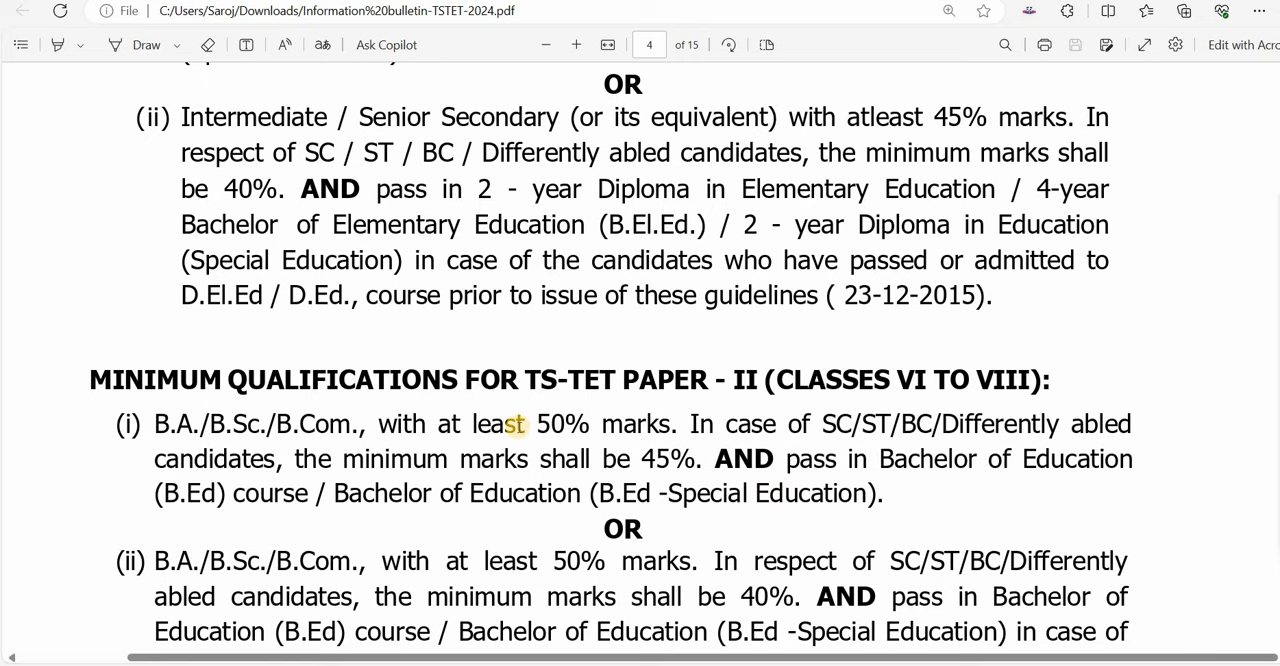 File
C:/Users/Saroj/Downloads/Information%20bulletin-TSTET-2024.pdf
Draw
Ask Copilot
4 of 15
Edit with Acro
OR
(ii) Intermediate / Senior Secondary (or its equivalent) with atleast 45% marks. In
respect of SC / ST / BC / Differently abled candidates, the minimum marks shall
be 40%. AND pass in 2 - year Diploma in Elementary Education / 4-year
Bachelor of Elementary Education (B.El.Ed.) / 2 - year Diploma in Education
(Special Education) in case of the candidates who have passed or admitted to
D.El.Ed / D.Ed., course prior to issue of these guidelines ( 23-12-2015).
MINIMUM QUALIFICATIONS FOR TS-TET PAPER - II (CLASSES VI TO VIII):
(i) B.A./B.Sc./B.Com., with at least 50% marks. In case of SC/ST/BC/Differently abled
candidates, the minimum marks shall be 45%. AND pass in Bachelor of Education
(B.Ed) course / Bachelor of Education (B.Ed -Special Education).
OR
(ii) B.A./B.Sc./B.Com., with at least 50% marks. In respect of SC/ST/BC/Differently
abled candidates, the minimum marks shall be 40%. AND pass in Bachelor of
Education (B.Ed) course / Bachelor of Education (B.Ed -Special Education) in case of